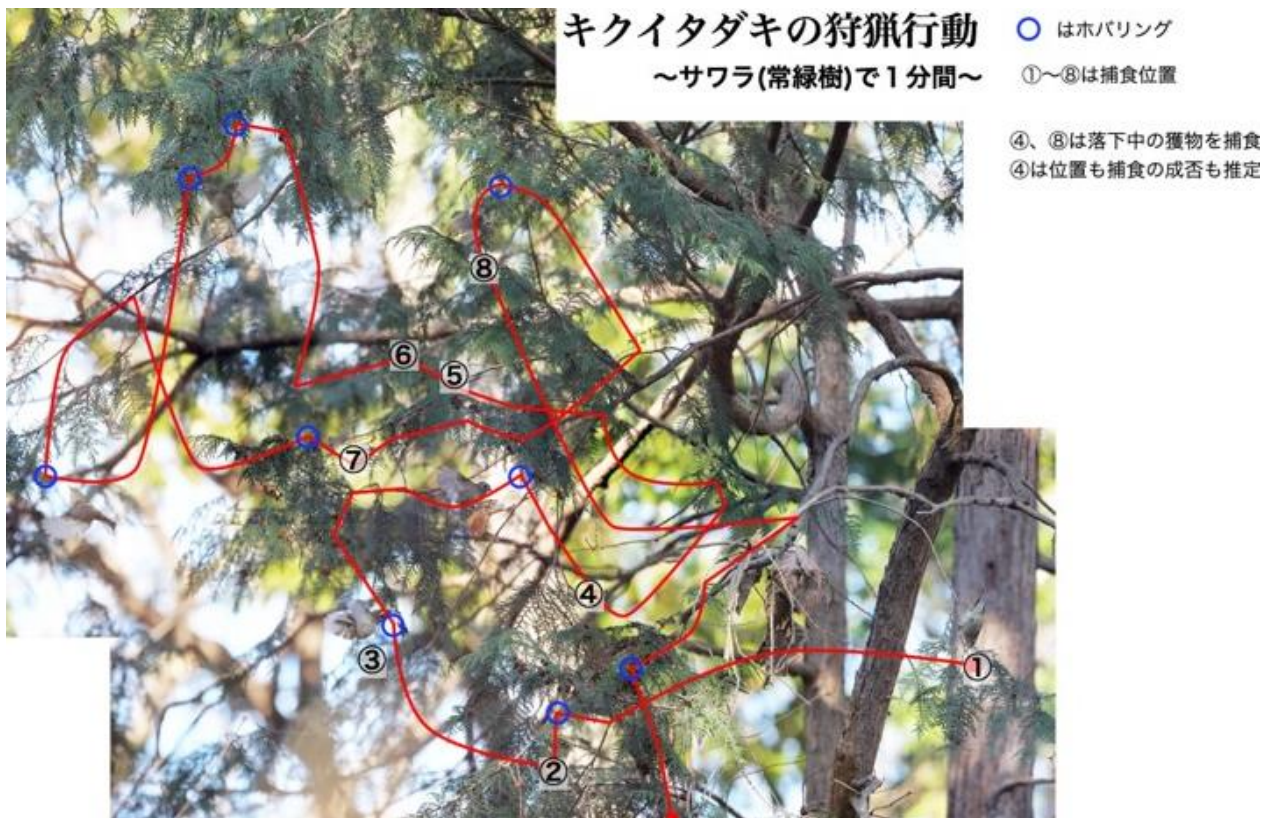 キクイタダキの狩猟行動
〜サワラ(常緑樹)で1分間〜
はホバリング
①〜⑧は捕食位置
④、⑧は落下中の獲物を捕食
④は位置も捕食の成否も推定
⑧
⑥
⑤
⑦
④
③
①
②